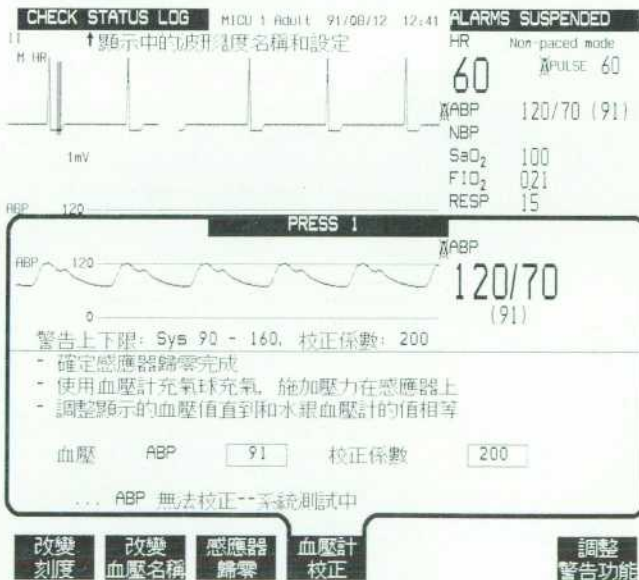 CHECK STATUS LOG MICU 1 Adult 91/08/12 12:41 ALARMS SUSPENDED
II
↑顯示中的波形刻度名稱和設定
M HR
1mV
HR Non-paced mode
60 PULSE 60
ABP 120/70 (91)
NBP
SaO2 100
FIO2 0.21
RESP 15
ABP 120
PRESS 1
ABP 120
0
ABP
120/70
(91)
警告上下限: Sys 90 - 160, 校正係數: 200
- 確定感應器歸零完成
- 使用血壓計充氣球充氣, 施加壓力在感應器上
- 調整顯示的血壓值直到和水銀血壓計的值相等
血壓 ABP 91 校正係數 200
... ABP 無法校正--系統測試中
改變
刻度
改變
血壓名稱
感應器
歸零
血壓計
校正
調整
警告功能